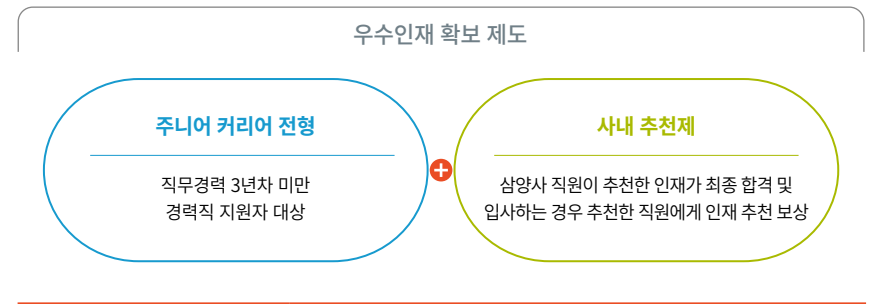 우수인재 확보 제도
주니어 커리어 전형
직무경력 3년차 미만
경력직 지원자 대상
사내 추천제
삼양사 직원이 추천한 인재가 최종 합격 및
입사하는 경우 추천한 직원에게 인재 추천 보상